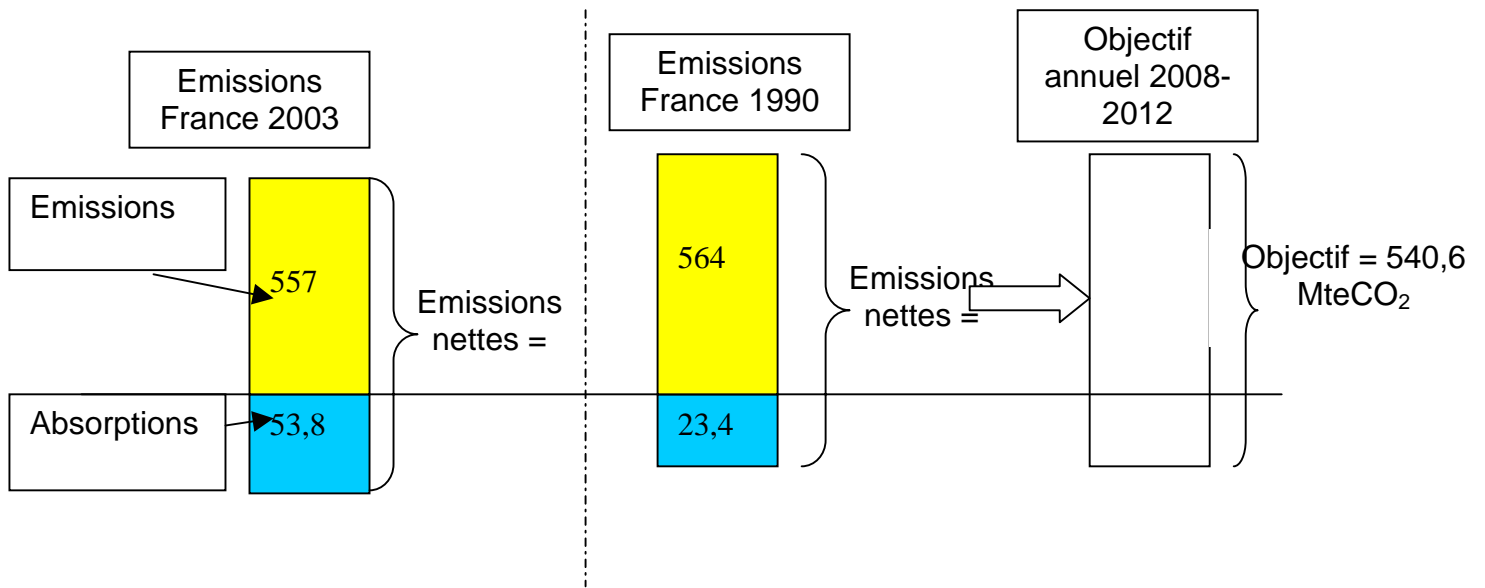 Emissions
France 2003
Emissions
France 1990
Objectif
annuel 2008-
2012
Emissions
557
Emissions
nettes =
564
Emissions
nettes =
Objectif = 540,6
MteCO₂
Absorptions
53,8
23,4